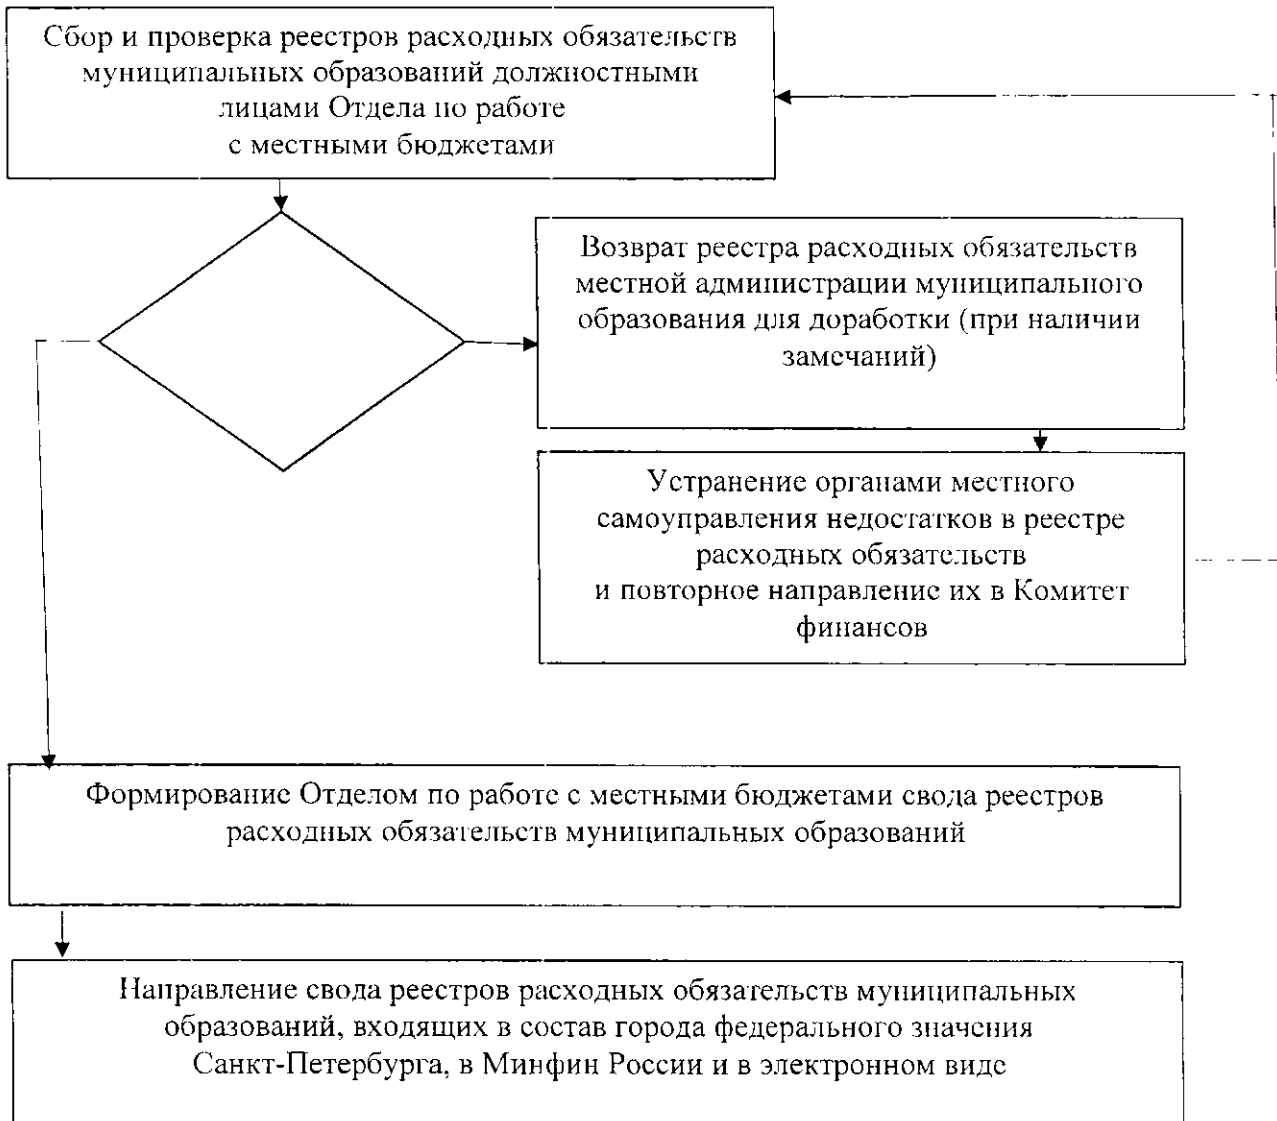 Сбор и проверка реестров расходных обязательств
муниципальных образований должностными
лицами Отдела по работе
с местными бюджетами
Возврат реестра расходных обязательств
местной администрации муниципального
образования для доработки (при наличии
замечаний)
Устранение органами местного
самоуправления недостатков в реестре
расходных обязательств
и повторное направление их в Комитет
финансов
Формирование Отделом по работе с местными бюджетами свода реестров
расходных обязательств муниципальных образований
Направление свода реестров расходных обязательств муниципальных
образований, входящих в состав города федерального значения
Санкт-Петербурга, в Минфин России и в электронном виде